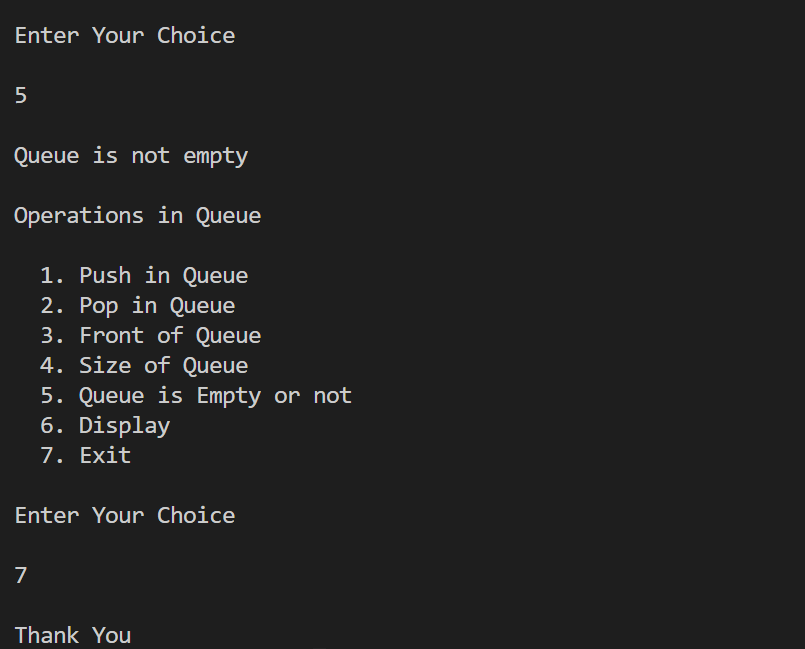 Enter Your Choice
5
Queue is not empty
Operations in Queue
1. Push in Queue
2. Pop in Queue
3. Front of Queue
4. Size of Queue
5. Queue is Empty or not
6. Display
7. Exit
Enter Your Choice
7
Thank You